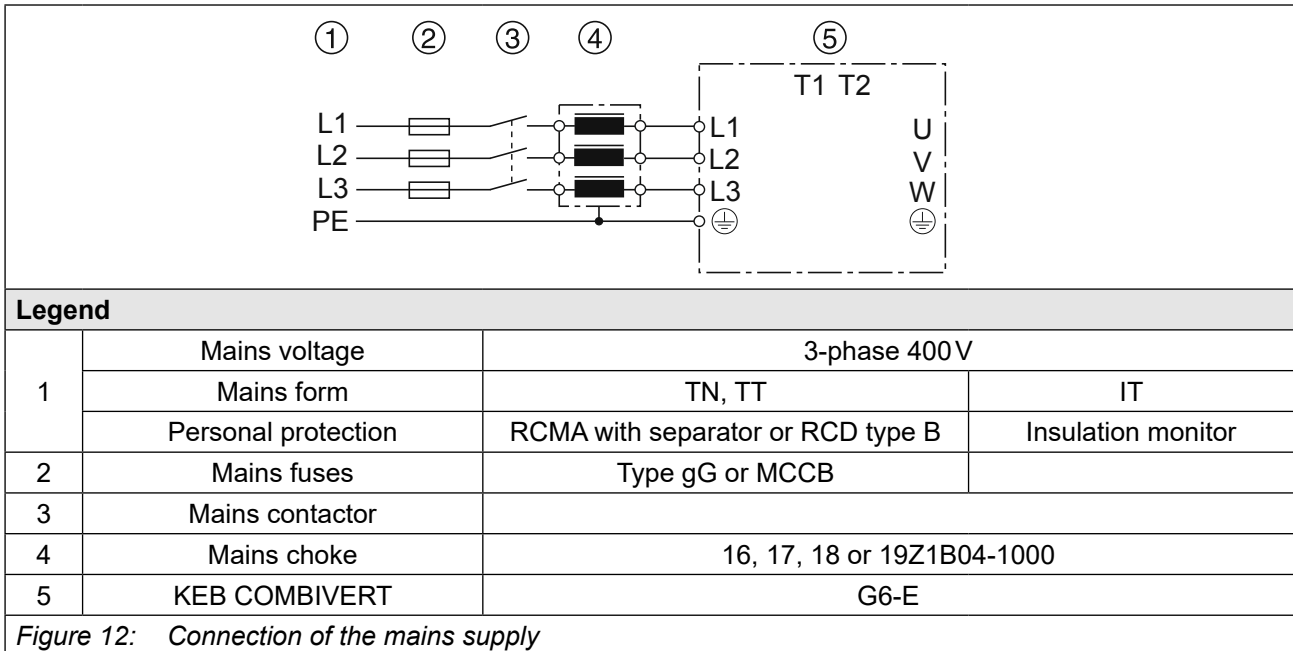 ① ② ③ ④ ⑤
T1 T2
L1 L1 U
L2 L2 V
L3 L3 W
PE
Legend
1 Mains voltage 3-phase 400 V
Mains form TN, TT IT
Personal protection RCMA with separator or RCD type B Insulation monitor
2 Mains fuses Type gG or MCCB
3 Mains contactor
4 Mains choke 16, 17, 18 or 19Z1B04-1000
5 KEB COMBIVERT G6-E
Figure 12: Connection of the mains supply